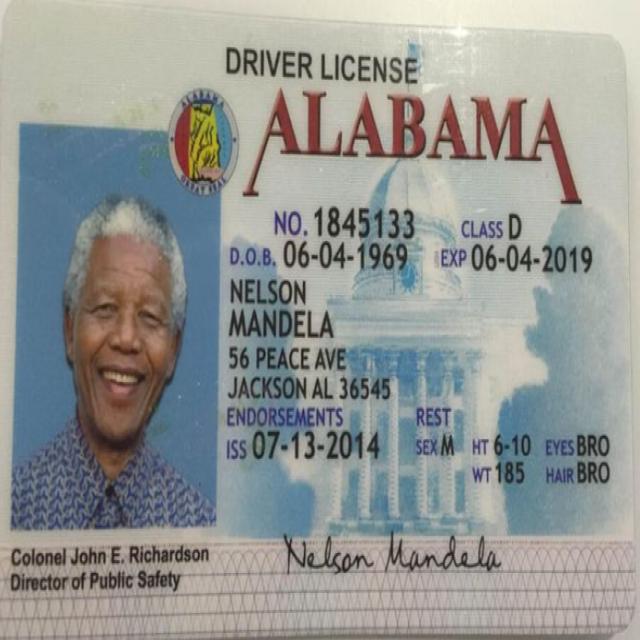 DRIVER LICENSE
ALABAMA
ALABAMA
GREAT SEAL
NO. 1845133 CLASS D
D.O.B. 06-04-1969 EXP 06-04-2019
NELSON
MANDELA
56 PEACE AVE
JACKSON AL 36545
ENDORSEMENTS REST
ISS 07-13-2014 SEX M HT 6-10 EYES BRO
WT 185 HAIR BRO
Colonel John E. Richardson
Director of Public Safety
Nelson Mandela